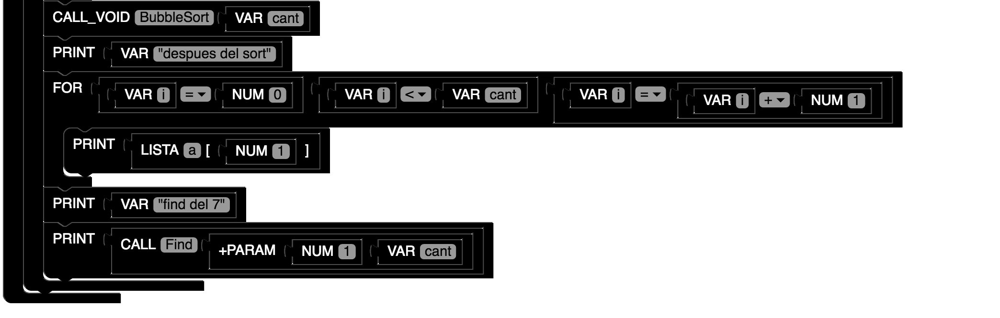 CALL_VOID BubbleSort VAR cant
PRINT VAR "despues del sort"
FOR VAR i = NUM 0 VAR i < VAR cant VAR i = VAR i + NUM 1
PRINT LISTA a [ NUM 1 ]
PRINT VAR "find del 7"
PRINT CALL Find +PARAM NUM 1 VAR cant